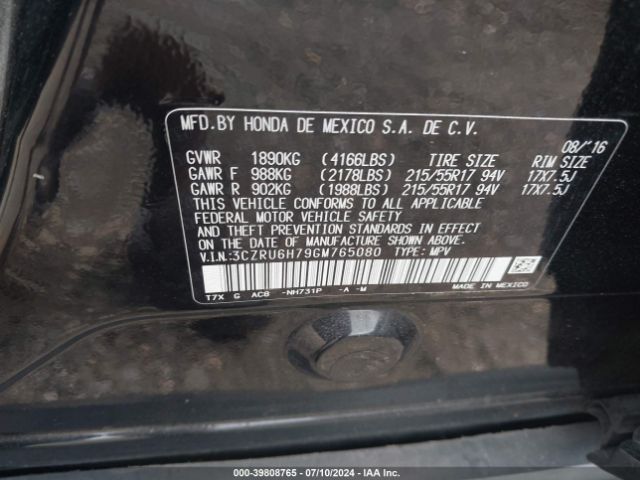 MFD.BY HONDA DE MEXICO S.A. DE C.V.
08/'16
GVWR 1890KG (4166LBS) TIRE SIZE RIM SIZE
GAWR F 988KG (2178LBS) 215/55R17 94V 17X7.5J
GAWR R 902KG (1988LBS) 215/55R17 94V 17X7.5J
THIS VEHICLE CONFORMS TO ALL APPLICABLE
FEDERAL MOTOR VEHICLE SAFETY
AND THEFT PREVENTION STANDARDS IN EFFECT
ON THE DATE OF MANUFACTURE SHOWN ABOVE.
V.I.N:3CZRU6H79GM765080 TYPE: MPV
T7X G AC6 -NH731P -A -M MADE IN MEXICO
000-39808765 / 07/10/2024 - IAA Inc.